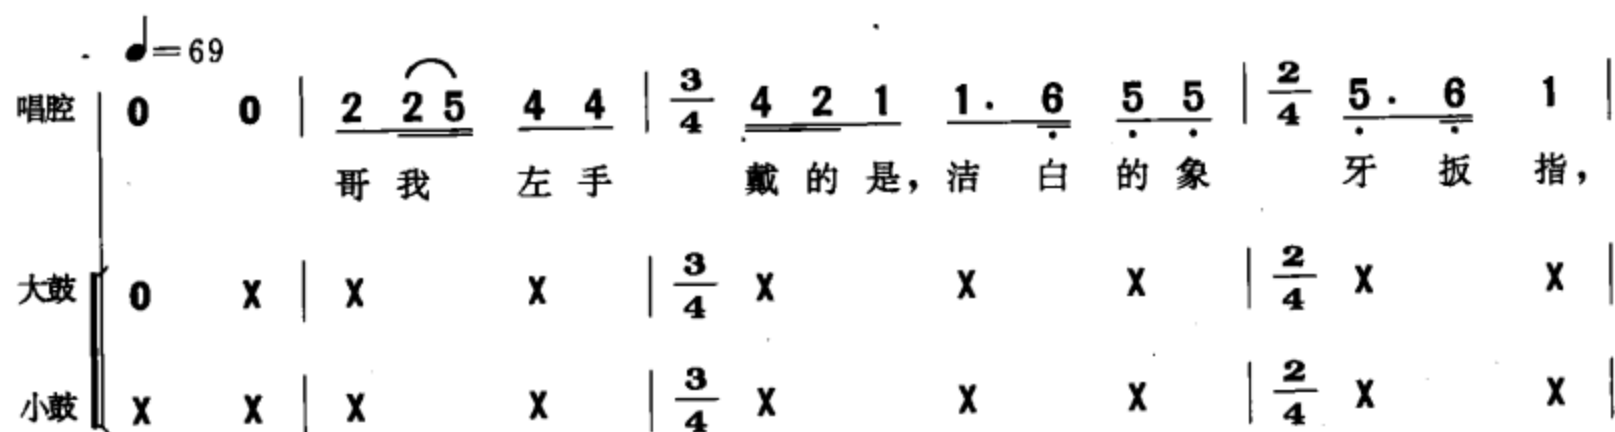 ♩=69
唱腔 0 0 | 2 2 5 4 4 | 3/4 4 2 1 1. 6 5 5 | 2/4 5. 6 1 |
哥 我 左 手 戴 的 是, 洁 白 的 象 牙 扳 指,
大鼓 0 X | X X | 3/4 X X X | 2/4 X X |
小鼓 X X | X X | 3/4 X X X | 2/4 X X |